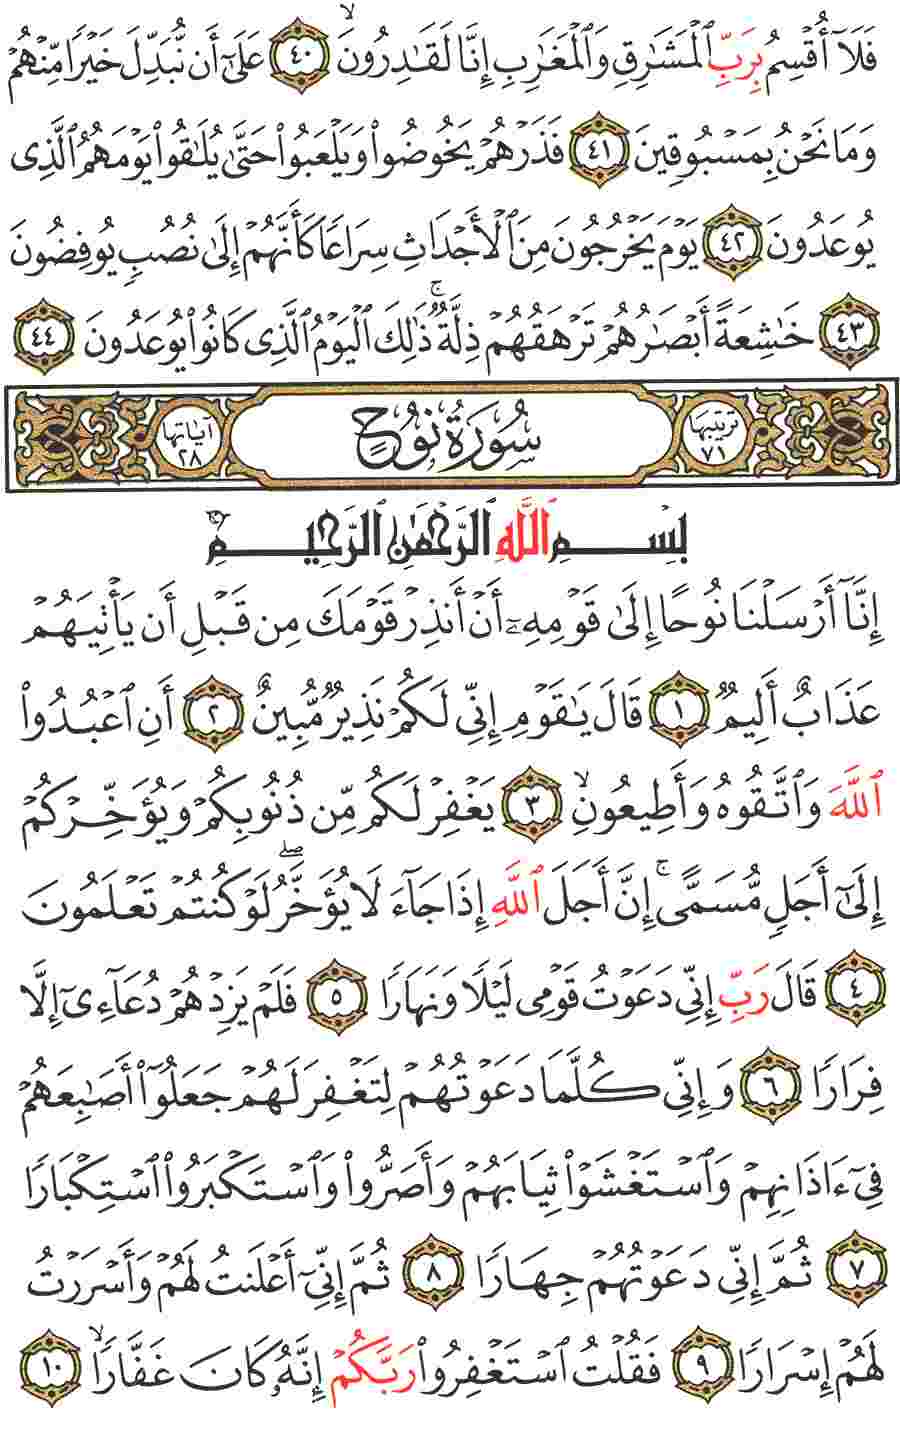 فَلَآ أُقْسِمُ بِرَبِّ ٱلْمَشَٰرِقِ وَٱلْمَغَٰرِبِ إِنَّا لَقَٰدِرُونَۙ ٤٠ عَلَىٰٓ أَن نُّبَدِّلَ خَيْرًا مِّنْهُمْ
وَمَا نَحْنُ بِمَسْبُوقِينَ ٤١ فَذَرْهُمْ يَخُوضُوا۟ وَيَلْعَبُوا۟ حَتَّىٰ يُلَٰقُوا۟ يَوْمَهُمُ ٱلَّذِى
يُوعَدُونَ ٤٢ يَوْمَ يَخْرُجُونَ مِنَ ٱلْأَجْدَاثِ سِرَاعًا كَأَنَّهُمْ إِلَىٰ نُصُبٍ يُوفِضُونَ
٤٣ خَٰشِعَةً أَبْصَٰرُهُمْ تَرْهَقُهُمْ ذِلَّةٌۚ ذَٰلِكَ ٱلْيَوْمُ ٱلَّذِى كَانُوا۟ يُوعَدُونَ ٤٤
ترتيبها ٧١ سُورَةُ نُوحٍ آياتها ٢٨
بِسْمِ ٱللَّهِ ٱلرَّحْمَٰنِ ٱلرَّحِيمِ
إِنَّآ أَرْسَلْنَا نُوحًا إِلَىٰ قَوْمِهِۦٓ أَنْ أَنذِرْ قَوْمَكَ مِن قَبْلِ أَن يَأْتِيَهُمْ
عَذَابٌ أَلِيمٌ ١ قَالَ يَٰقَوْمِ إِنِّى لَكُمْ نَذِيرٌ مُّبِينٌ ٢ أَنِ ٱعْبُدُوا۟
ٱللَّهَ وَٱتَّقُوهُ وَأَطِيعُونِۙ ٣ يَغْفِرْ لَكُم مِّن ذُنُوبِكُمْ وَيُؤَخِّرْكُمْ
إِلَىٰٓ أَجَلٍ مُّسَمًّىۚ إِنَّ أَجَلَ ٱللَّهِ إِذَا جَآءَ لَا يُؤَخَّرُۖ لَوْ كُنتُمْ تَعْلَمُونَ
٤ قَالَ رَبِّ إِنِّى دَعَوْتُ قَوْمِى لَيْلًا وَنَهَارًا ٥ فَلَمْ يَزِدْهُمْ دُعَآءِىٓ إِلَّا
فِرَارًا ٦ وَإِنِّى كُلَّمَا دَعَوْتُهُمْ لِتَغْفِرَ لَهُمْ جَعَلُوٓا۟ أَصَٰبِعَهُمْ
فِىٓ ءَاذَانِهِمْ وَٱسْتَغْشَوْا۟ ثِيَابَهُمْ وَأَصَرُّوا۟ وَٱسْتَكْبَرُوا۟ ٱسْتِكْبَارًا
٧ ثُمَّ إِنِّى دَعَوْتُهُمْ جِهَارًا ٨ ثُمَّ إِنِّىٓ أَعْلَنتُ لَهُمْ وَأَسْرَرْتُ
لَهُمْ إِسْرَارًا ٩ فَقُلْتُ ٱسْتَغْفِرُوا۟ رَبَّكُمْ إِنَّهُۥ كَانَ غَفَّارًاۙ ١٠